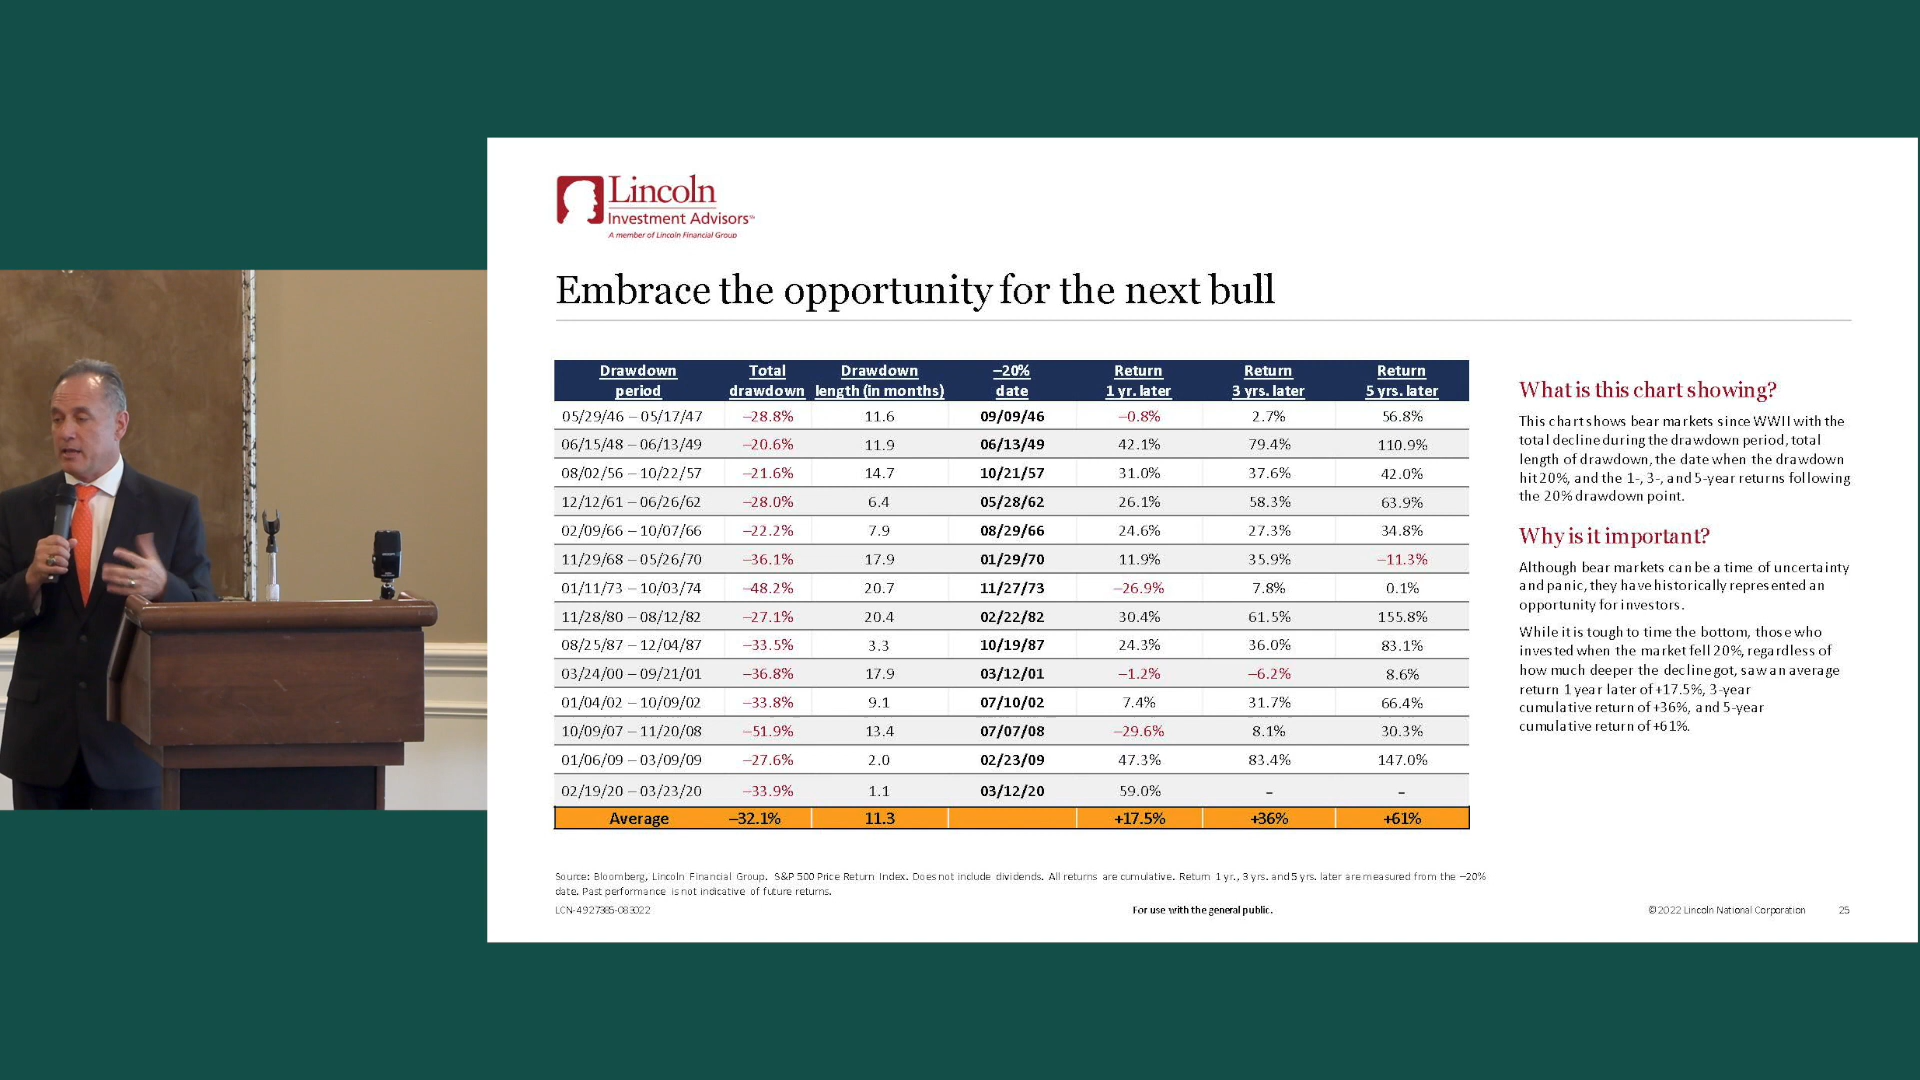 Lincoln
Investment Advisors℠
A member of Lincoln Financial Group
Embrace the opportunity for the next bull
Drawdown period Total drawdown Drawdown length (in months) –20% date Return 1 yr. later Return 3 yrs. later Return 5 yrs. later
05/29/46 – 05/17/47 –28.8% 11.6 09/09/46 –0.8% 2.7% 56.8%
06/15/48 – 06/13/49 –20.6% 11.9 06/13/49 42.1% 79.4% 110.9%
08/02/56 – 10/22/57 –21.6% 14.7 10/21/57 31.0% 37.6% 42.0%
12/12/61 – 06/26/62 –28.0% 6.4 05/28/62 26.1% 58.3% 63.9%
02/09/66 – 10/07/66 –22.2% 7.9 08/29/66 24.6% 27.3% 34.8%
11/29/68 – 05/26/70 –36.1% 17.9 01/29/70 11.9% 35.9% –11.3%
01/11/73 – 10/03/74 –48.2% 20.7 11/27/73 –26.9% 7.8% 0.1%
11/28/80 – 08/12/82 –27.1% 20.4 02/22/82 30.4% 61.5% 155.8%
08/25/87 – 12/04/87 –33.5% 3.3 10/19/87 24.3% 36.0% 83.1%
03/24/00 – 09/21/01 –36.8% 17.9 03/12/01 –1.2% –6.2% 8.6%
01/04/02 – 10/09/02 –33.8% 9.1 07/10/02 7.4% 31.7% 66.4%
10/09/07 – 11/20/08 –51.9% 13.4 07/07/08 –29.6% 8.1% 30.3%
01/06/09 – 03/09/09 –27.6% 2.0 02/23/09 47.3% 83.4% 147.0%
02/19/20 – 03/23/20 –33.9% 1.1 03/12/20 59.0% – –
Average –32.1% 11.3 +17.5% +36% +61%
What is this chart showing?
This chart shows bear markets since WWII with the
total decline during the drawdown period, total
length of drawdown, the date when the drawdown
hit 20%, and the 1-, 3-, and 5-year returns following
the 20% drawdown point.
Why is it important?
Although bear markets can be a time of uncertainty
and panic, they have historically represented an
opportunity for investors.
While it is tough to time the bottom, those who
invested when the market fell 20%, regardless of
how much deeper the decline got, saw an average
return 1 year later of +17.5%, 3-year
cumulative return of +36%, and 5-year
cumulative return of +61%.
Source: Bloomberg, Lincoln Financial Group. S&P 500 Price Return Index. Does not include dividends. All returns are cumulative. Return 1 yr., 3 yrs. and 5 yrs. later are measured from the –20%
date. Past performance is not indicative of future returns.
LCN-4927385-083022 For use with the general public. ©2022 Lincoln National Corporation 25